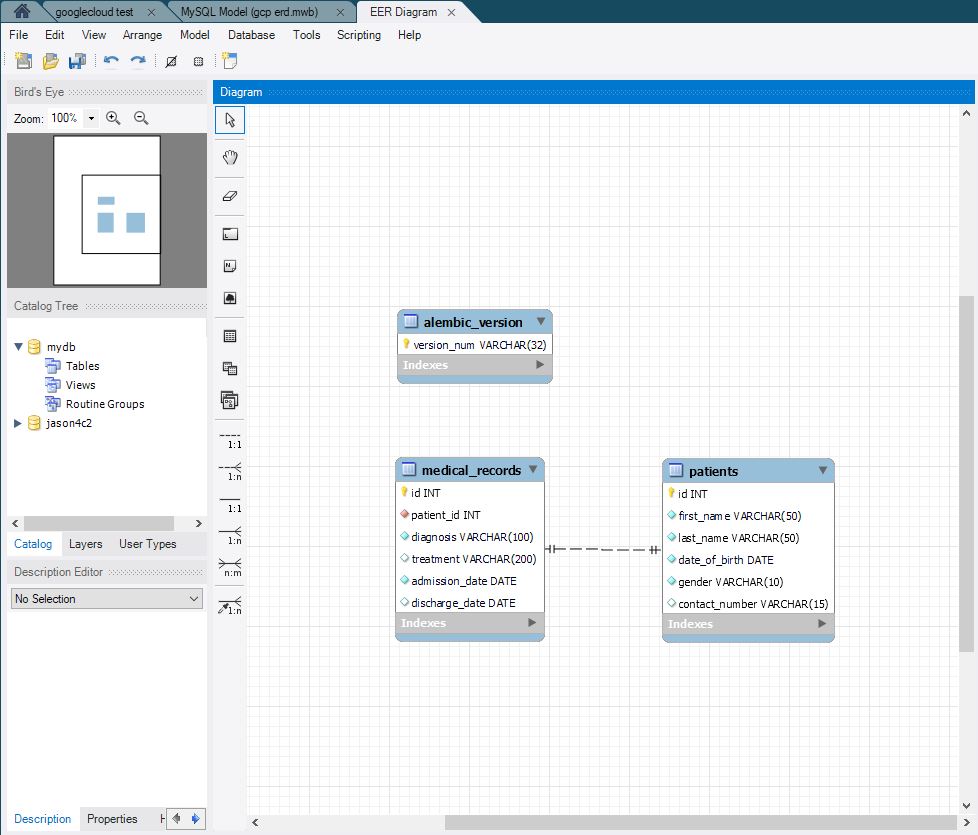 googlecloud test
MySQL Model (gcp erd.mwb)
EER Diagram
File Edit View Arrange Model Database Tools Scripting Help
Bird's Eye
Zoom: 100%
Catalog Tree
mydb
Tables
Views
Routine Groups
jason4c2
Catalog Layers User Types
Description Editor
No Selection
Description Properties H
Diagram
1:1
1:n
1:1
1:n
n:m
1:n
alembic_version
version_num VARCHAR(32)
Indexes
medical_records
id INT
patient_id INT
diagnosis VARCHAR(100)
treatment VARCHAR(200)
admission_date DATE
discharge_date DATE
Indexes
patients
id INT
first_name VARCHAR(50)
last_name VARCHAR(50)
date_of_birth DATE
gender VARCHAR(10)
contact_number VARCHAR(15)
Indexes